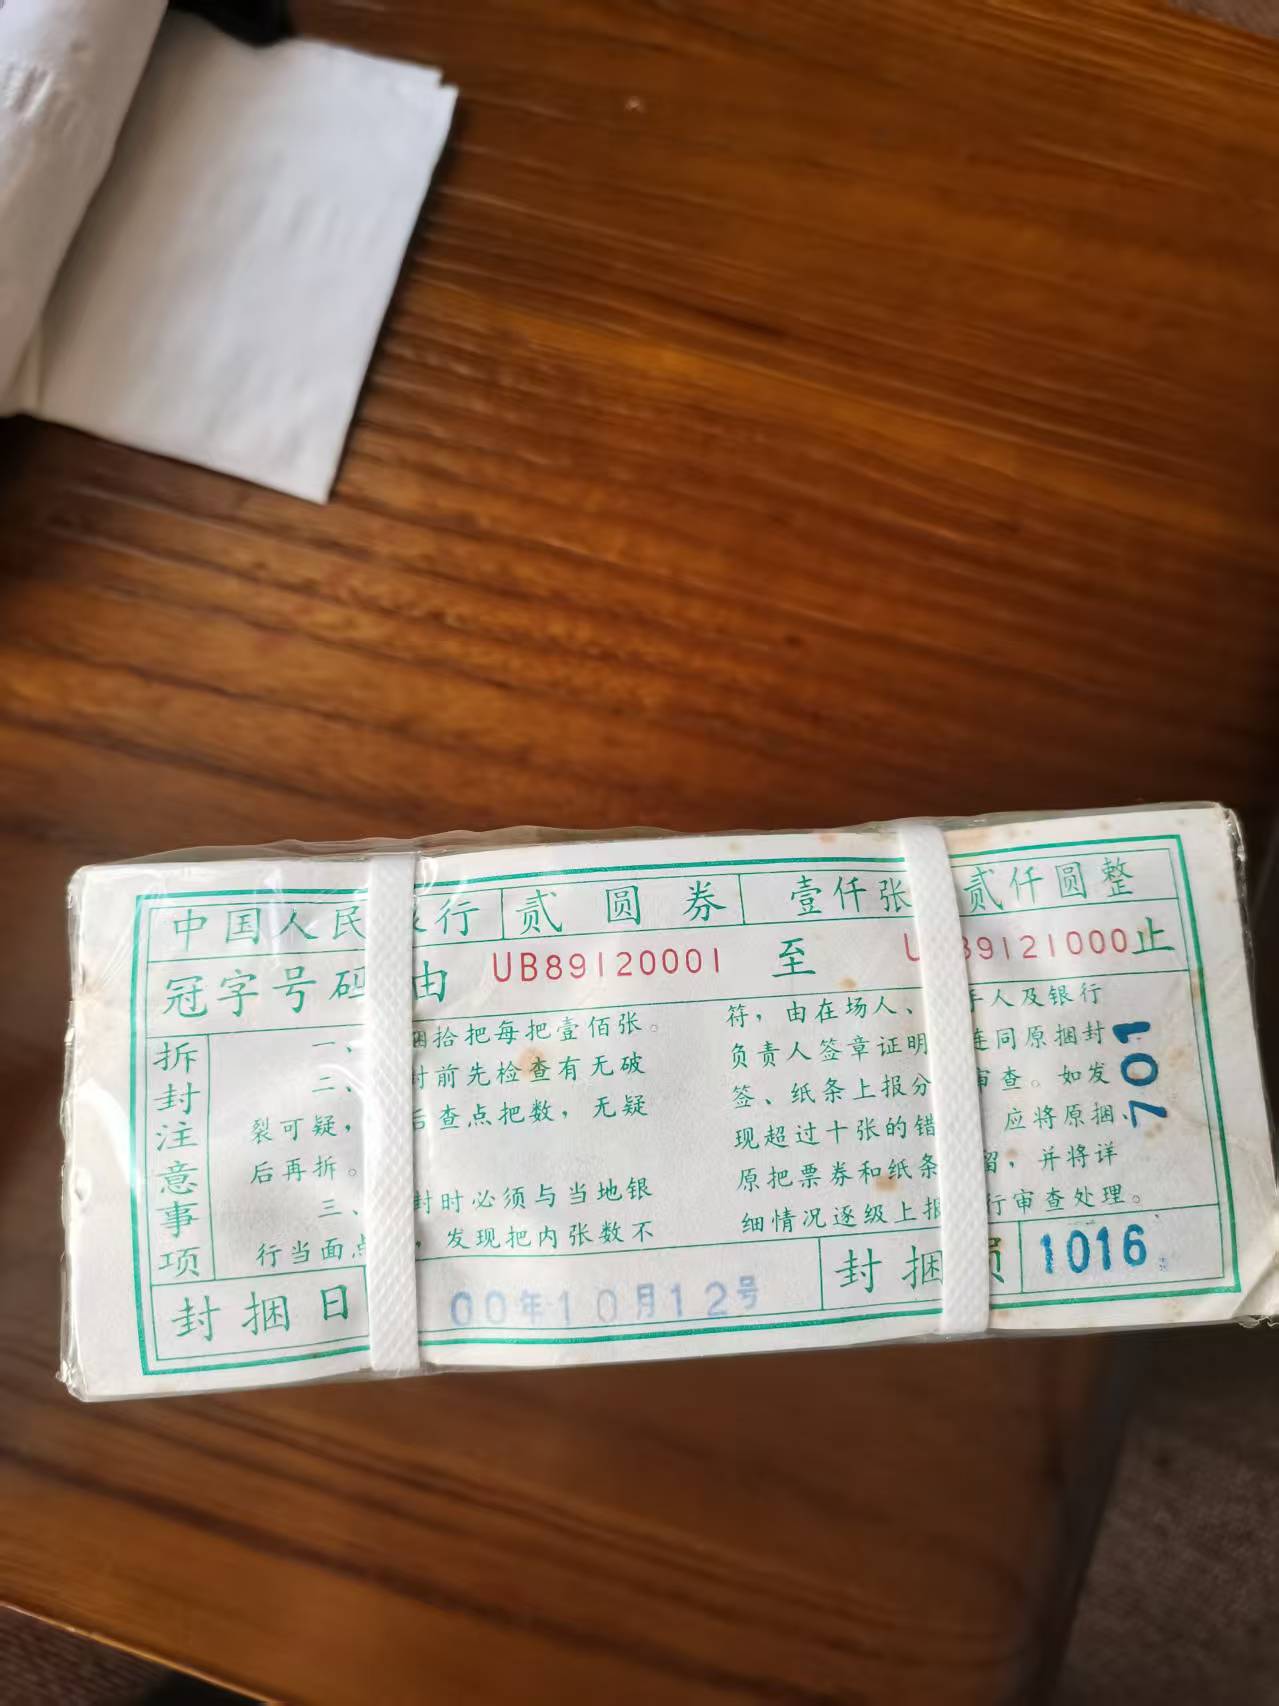 中国人民 行 贰圆券 壹仟张 贰仟圆整
冠字号码 由 UB89120001 至 U 89121000止
拆封注意事项
一、 捆拾把每把壹佰张。
二、 封前先检查有无破
裂可疑， 后查点把数，无疑
后再拆。
三、 封时必须与当地银
行当面点 ，发现把内张数不
符，由在场人、 手人及银行
负责人签章证明 连同原捆封
签、纸条上报分 审查。如发
现超过十张的错 应将原捆、
原把票券和纸条 留，并将详
细情况逐级上报 行审查处理。
701
封捆日 00年10月12号 封捆员 1016